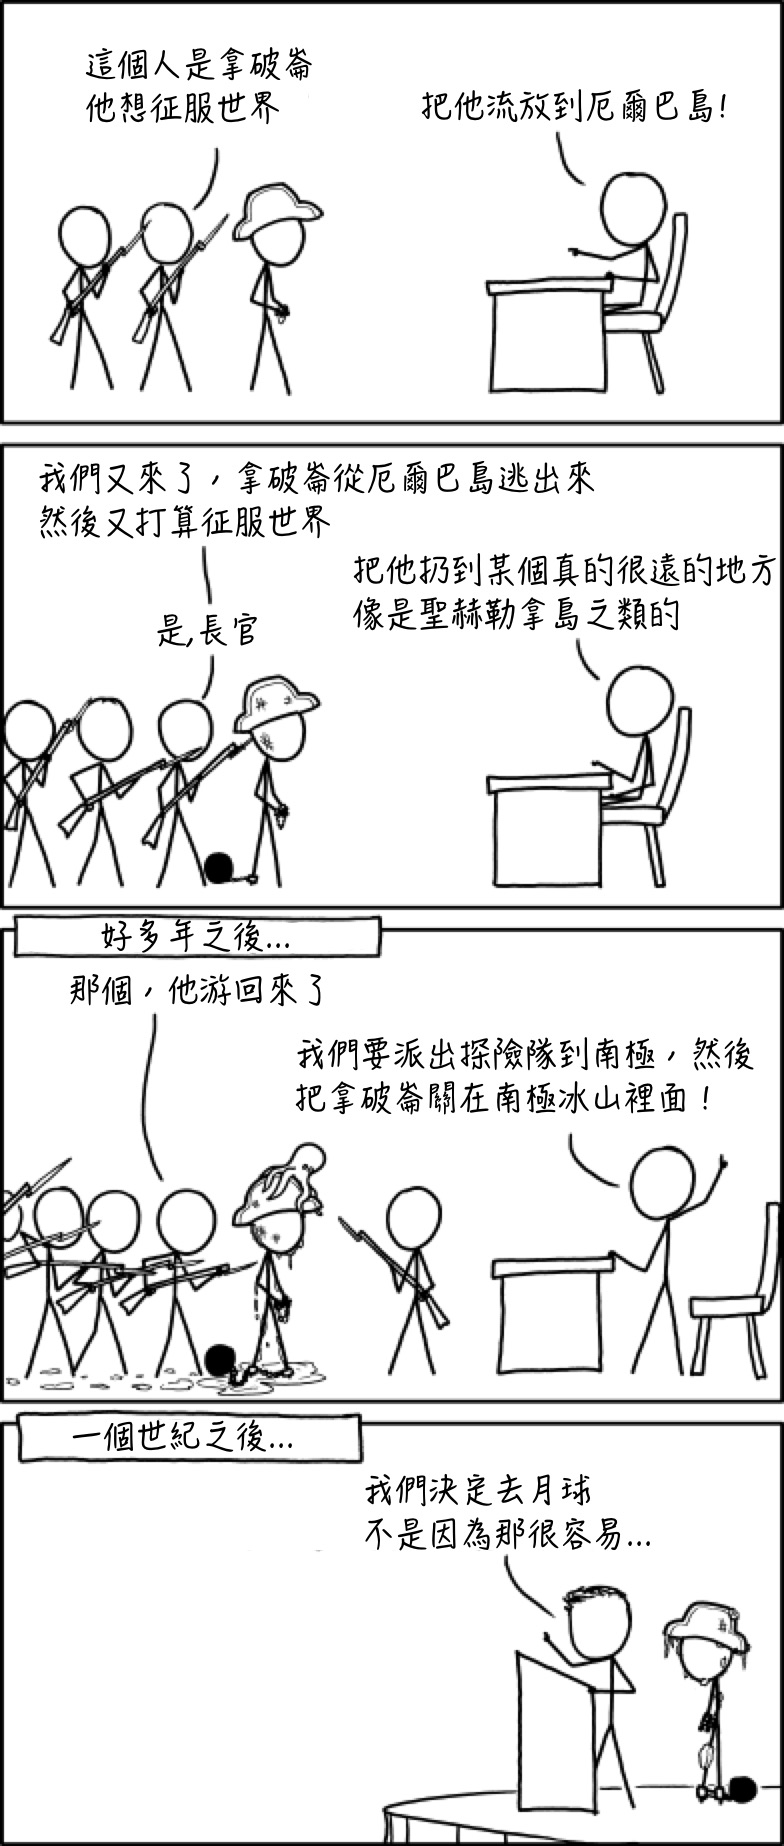 這個人是拿破崙
他想征服世界
把他流放到厄爾巴島!
我們又來了，拿破崙從厄爾巴島逃出來
然後又打算征服世界
是,長官
把他扔到某個真的很遠的地方
像是聖赫勒拿島之類的
好多年之後...
那個，他游回來了
我們要派出探險隊到南極，然後
把拿破崙關在南極冰山裡面！
一個世紀之後...
我們決定去月球
不是因為那很容易...